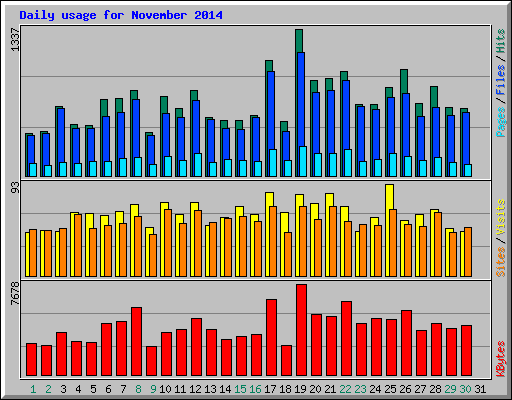 Daily usage for November 2014
1337
Pages / Files / Hits
93
Sites / Visits
7678
KBytes
1 2 3 4 5 6 7 8 9 10 11 12 13 14 15 16 17 18 19 20 21 22 23 24 25 26 27 28 29 30 31